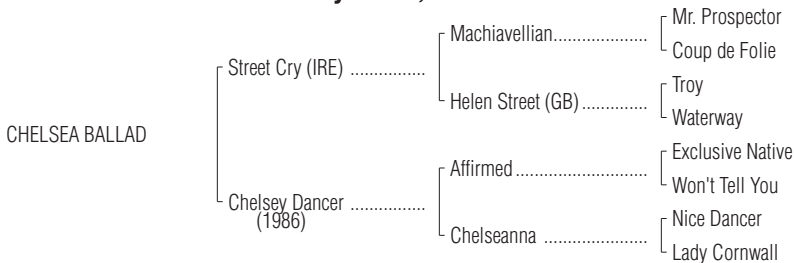 Mr. Prospector
Machiavellian....................
Coup de Folie
Street Cry (IRE) ................
Troy
Helen Street (GB)..............
Waterway
CHELSEA BALLAD
Exclusive Native
Affirmed............................
Won't Tell You
Chelsey Dancer ................
(1986)
Nice Dancer
Chelseanna ......................
Lady Cornwall